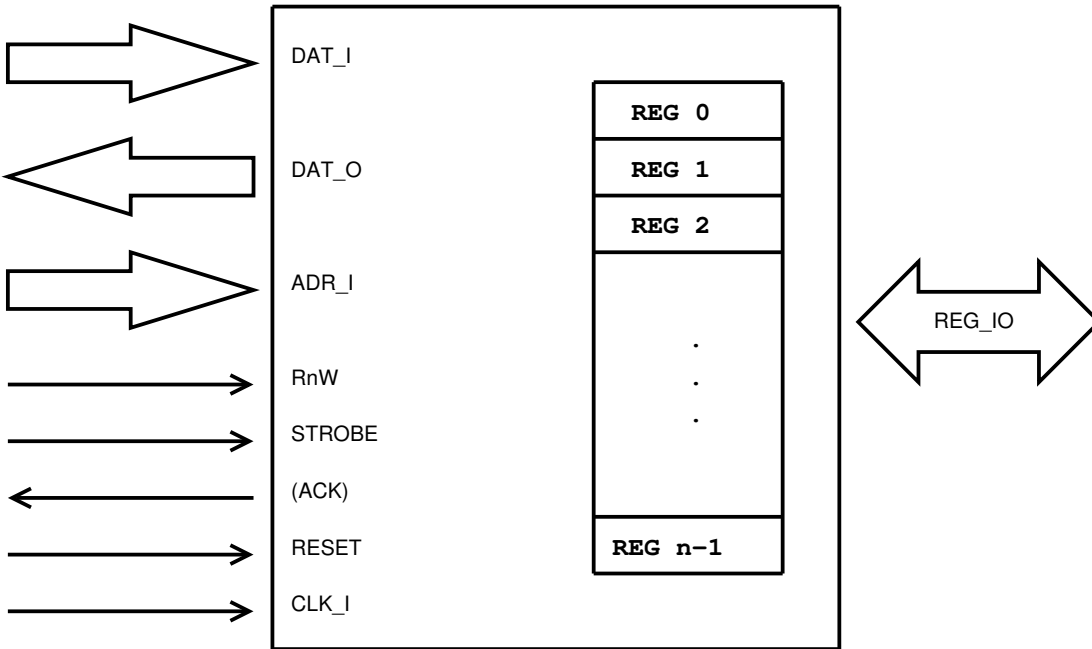 DAT_I
REG 0
DAT_O
REG 1
REG 2
ADR_I
REG_IO
.
.
.
RnW
STROBE
(ACK)
RESET
REG n−1
CLK_I